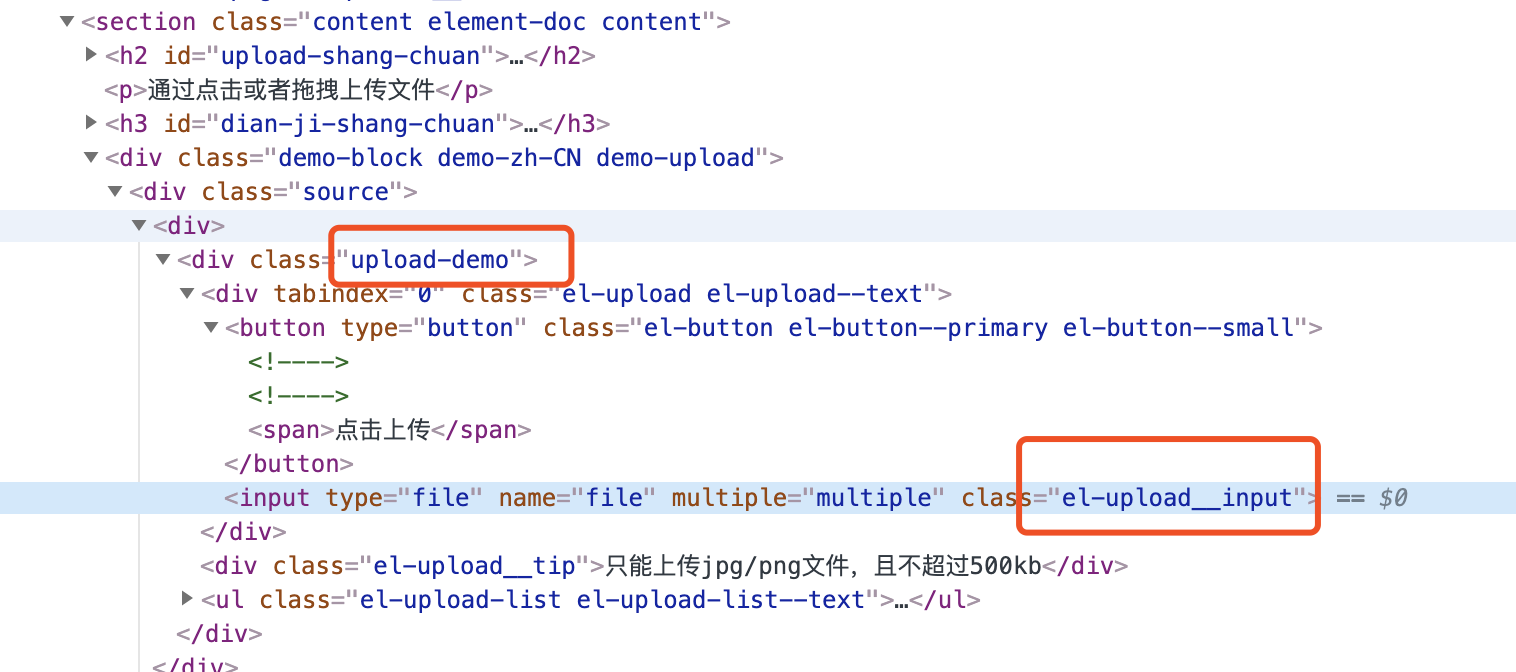 <section class="content element-doc content">
<h2 id="upload-shang-chuan">…</h2>
<p>通过点击或者拖拽上传文件</p>
<h3 id="dian-ji-shang-chuan">…</h3>
<div class="demo-block demo-zh-CN demo-upload">
<div class="source">
<div>
<div class="upload-demo">
<div tabindex="0" class="el-upload el-upload--text">
<button type="button" class="el-button el-button--primary el-button--small">
<!---->
<!---->
<span>点击上传</span>
</button>
<input type="file" name="file" multiple="multiple" class="el-upload__input"> == $0
</div>
<div class="el-upload__tip">只能上传jpg/png文件，且不超过500kb</div>
<ul class="el-upload-list el-upload-list--text">…</ul>
</div>
</div>